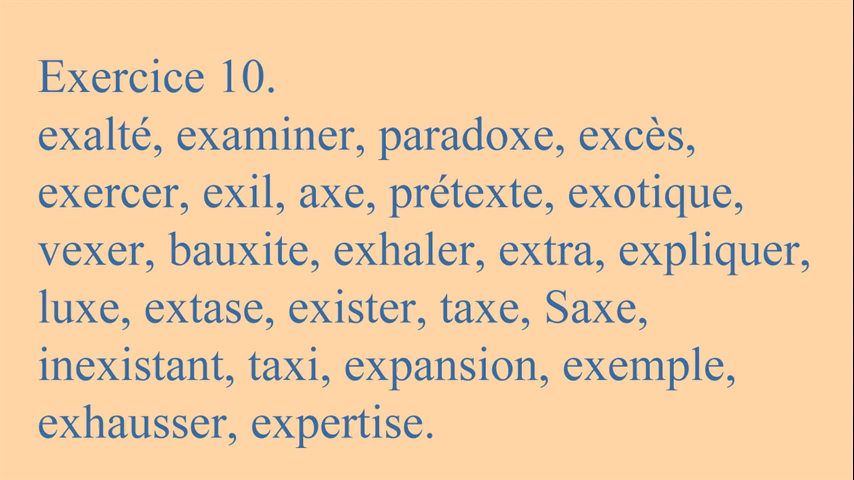 Exercice 10.
exalté, examiner, paradoxe, excès,
exercer, exil, axe, prétexte, exotique,
vexer, bauxite, exhaler, extra, expliquer,
luxe, extase, exister, taxe, Saxe,
inexistant, taxi, expansion, exemple,
exhausser, expertise.